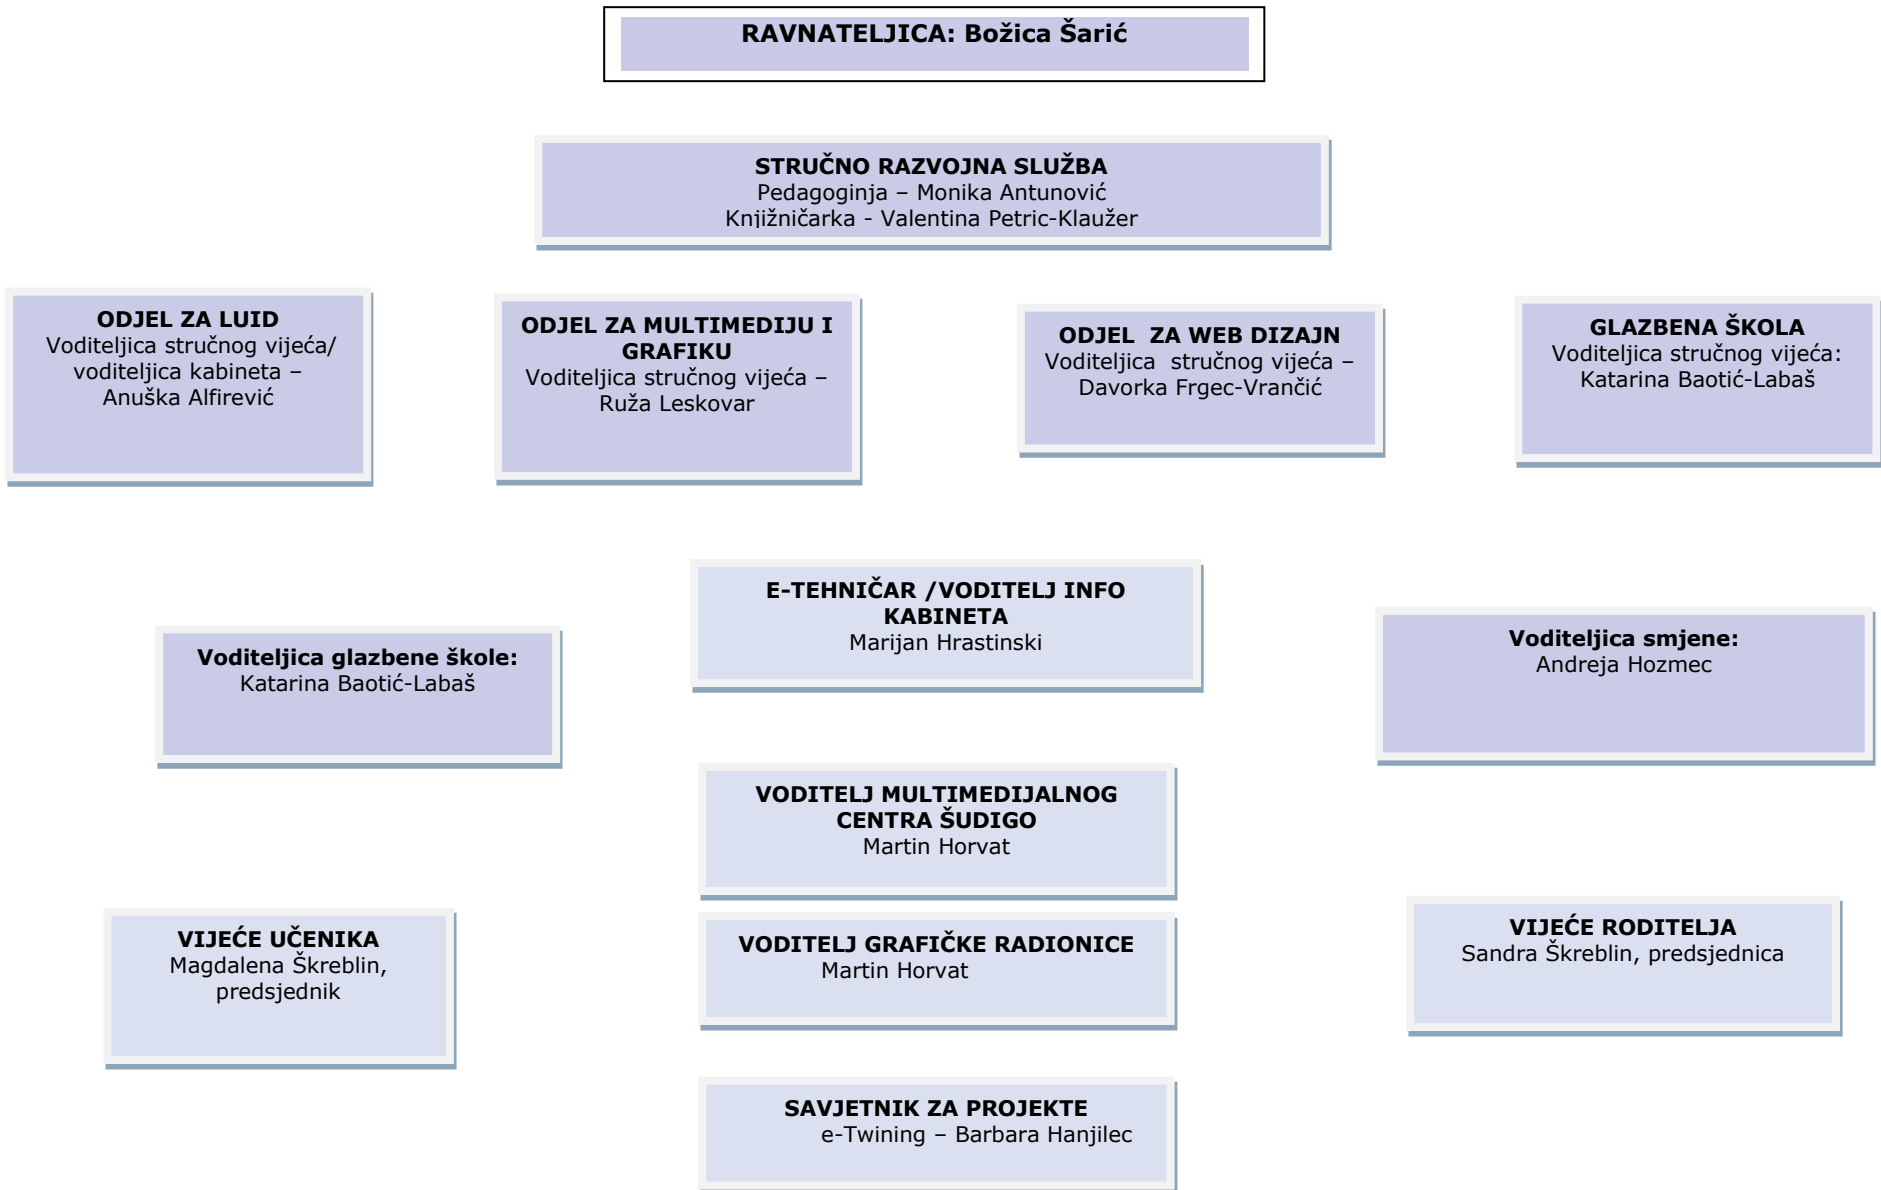 RAVNATELJICA: Božica Šarić
STRUČNO RAZVOJNA SLUŽBA
Pedagoginja – Monika Antunović
Knjižničarka - Valentina Petric-Klaužer
ODJEL ZA LUID
Voditeljica stručnog vijeća/
voditeljica kabineta –
Anuška Alfirević
ODJEL ZA MULTIMEDIJU I
GRAFIKU
Voditeljica stručnog vijeća –
Ruža Leskovar
ODJEL ZA WEB DIZAJN
Voditeljica stručnog vijeća –
Davorka Frgec-Vrančić
GLAZBENA ŠKOLA
Voditeljica stručnog vijeća:
Katarina Baotić-Labaš
E-TEHNIČAR /VODITELJ INFO
KABINETA
Marijan Hrastinski
Voditeljica glazbene škole:
Katarina Baotić-Labaš
Voditeljica smjene:
Andreja Hozmec
VODITELJ MULTIMEDIJALNOG
CENTRA ŠUDIGO
Martin Horvat
VIJEĆE UČENIKA
Magdalena Škreblin,
predsjednik
VODITELJ GRAFIČKE RADIONICE
Martin Horvat
VIJEĆE RODITELJA
Sandra Škreblin, predsjednica
SAVJETNIK ZA PROJEKTE
e-Twining – Barbara Hanjilec